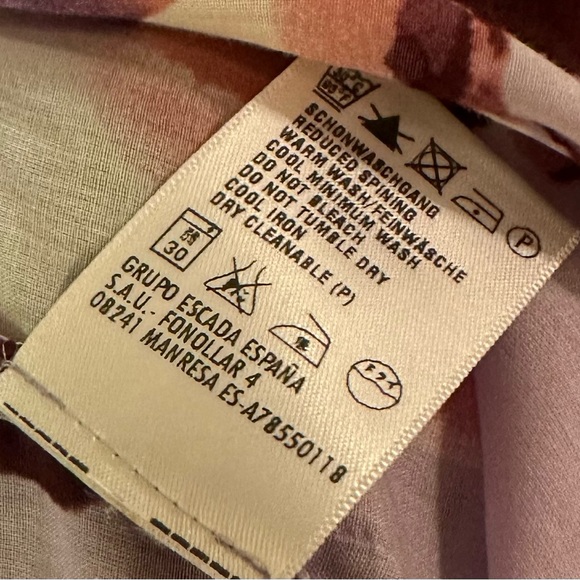 SCHONWASCHGANG
REDUCED SPINING
WARM WASH/FEINWÄSCHE
COOL MINIMUM WASH
DO NOT BLEACH
DO NOT TUMBLE DRY
COOL IRON
DRY CLEANABLE (P)
P
30
GRUPO ESCADA ESPAÑA
S.A.U.- FONOLLAR 4
08241 MANRESA ES-A78550118